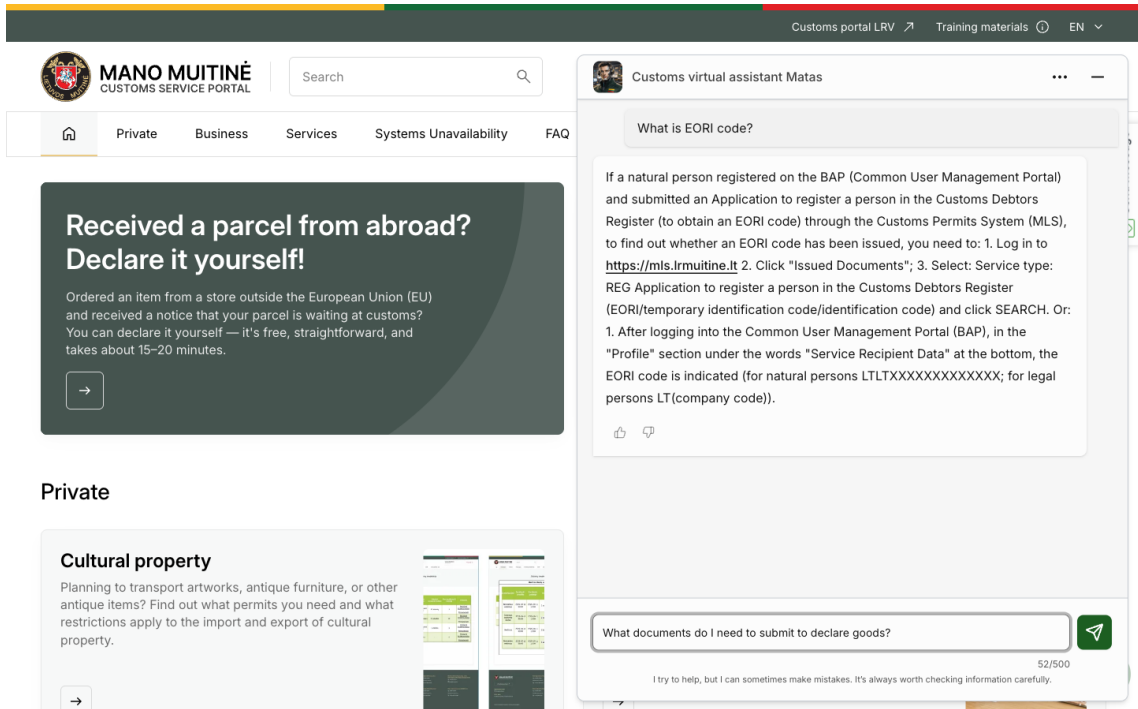 Customs portal LRV
Training materials
EN
LIETUVOS MUITINĖ
MANO MUITINĖ
CUSTOMS SERVICE PORTAL
Search
Private
Business
Services
Systems Unavailability
FAQ
Received a parcel from abroad?
Declare it yourself!
Ordered an item from a store outside the European Union (EU)
and received a notice that your parcel is waiting at customs?
You can declare it yourself — it's free, straightforward, and
takes about 15–20 minutes.
Private
Cultural property
Planning to transport artworks, antique furniture, or other
antique items? Find out what permits you need and what
restrictions apply to the import and export of cultural
property.
Customs virtual assistant Matas
What is EORI code?
If a natural person registered on the BAP (Common User Management Portal)
and submitted an Application to register a person in the Customs Debtors
Register (to obtain an EORI code) through the Customs Permits System (MLS),
to find out whether an EORI code has been issued, you need to: 1. Log in to
https://mls.lrmuitine.lt 2. Click "Issued Documents"; 3. Select: Service type:
REG Application to register a person in the Customs Debtors Register
(EORI/temporary identification code/identification code) and click SEARCH. Or:
1. After logging into the Common User Management Portal (BAP), in the
"Profile" section under the words "Service Recipient Data" at the bottom, the
EORI code is indicated (for natural persons LTLTXXXXXXXXXXXXX; for legal
persons LT(company code)).
What documents do I need to submit to declare goods?
52/500
I try to help, but I can sometimes make mistakes. It's always worth checking information carefully.